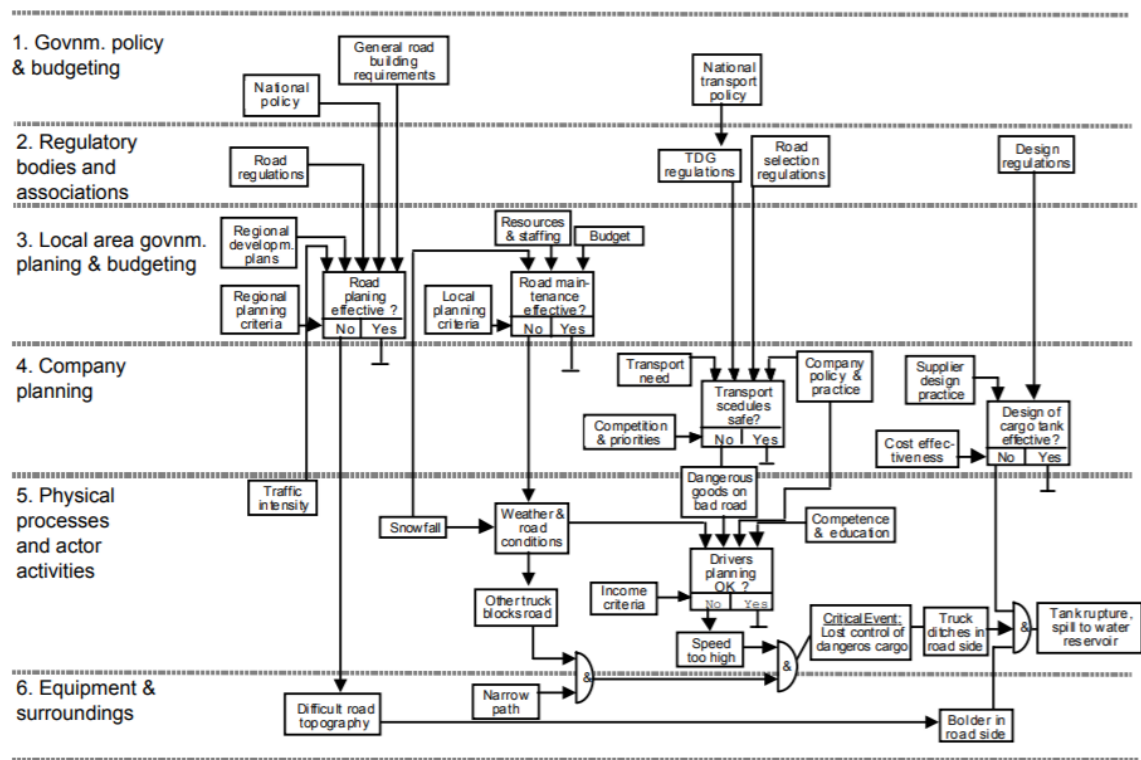 1. Govnm. policy
& budgeting
General road
building
requirements
National
policy
National
transport
policy
2. Regulatory
bodies and
associations
Road
regulations
TDG
regulations
Road
selection
regulations
Design
regulations
3. Local area govnm.
planing & budgeting
Regional
developm.
plans
Resources
& staffing
Budget
Regional
planning
criteria
Road
planing
effective ?
No Yes
Local
planning
criteria
Road main-
tenance
effective?
No Yes
4. Company
planning
Transport
need
Company
policy &
practice
Supplier
design
practice
Competition
& priorities
Transport
scedules
safe?
No Yes
Cost effec-
tiveness
Design of
cargo tank
effective?
No Yes
5. Physical
processes
and actor
activities
Traffic
intensity
Snowfall
Weather &
road
conditions
Dangerous
goods on
bad road
Competence
& education
Drivers
planning
OK ?
No Yes
Income
criteria
Other truck
blocks road
Speed
too high
Critical Event:
Lost control of
dangeros cargo
Truck
ditches in
road side
&
Tank rupture,
spill to water
reservoir
&
&
6. Equipment &
surroundings
Narrow
path
Difficult road
topography
Bolder in
road side